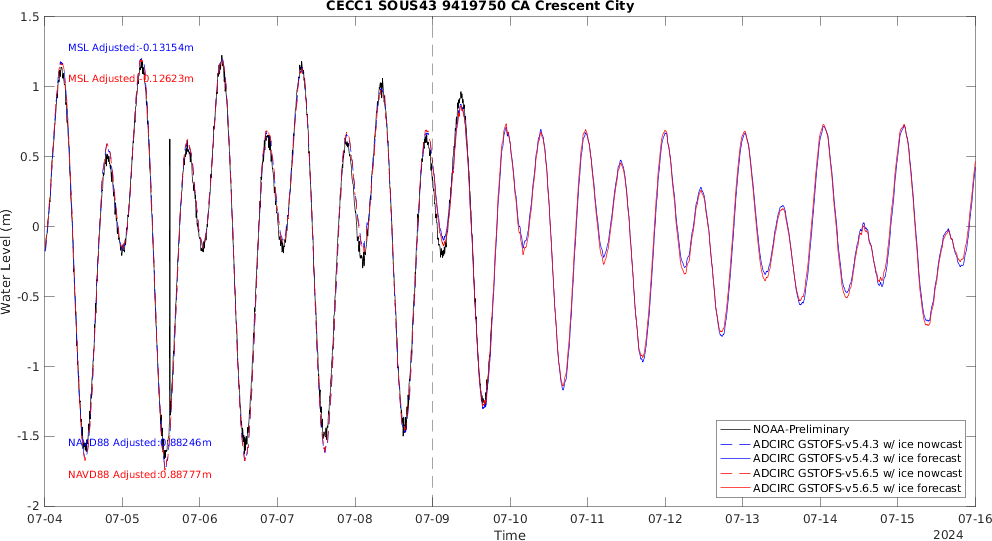 CECC1 SOUS43 9419750 CA Crescent City
MSL Adjusted:-0.13154m
MSL Adjusted:-0.12623m
NAVD88 Adjusted:0.88246m
NAVD88 Adjusted:0.88777m
Water Level (m)
1.5
1
0.5
0
-0.5
-1
-1.5
-2
NOAA-Preliminary
ADCIRC GSTOFS-v5.4.3 w/ ice nowcast
ADCIRC GSTOFS-v5.4.3 w/ ice forecast
ADCIRC GSTOFS-v5.6.5 w/ ice nowcast
ADCIRC GSTOFS-v5.6.5 w/ ice forecast
07-04 07-05 07-06 07-07 07-08 07-09 07-10 07-11 07-12 07-13 07-14 07-15 07-16
Time
2024